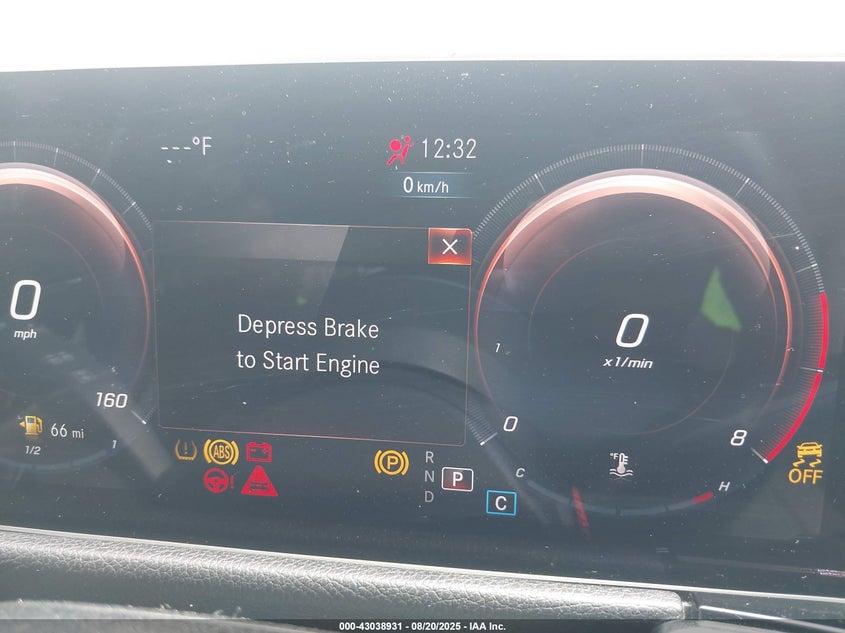 ---°F
12:32
0 km/h
0
mph
160
66 mi
1/2
1
Depress Brake
to Start Engine
0
x1/min
1
0
8
ABS
P
R
N
P
D
C
C
°F
H
OFF
000-43038931 - 08/20/2025 - IAA Inc.